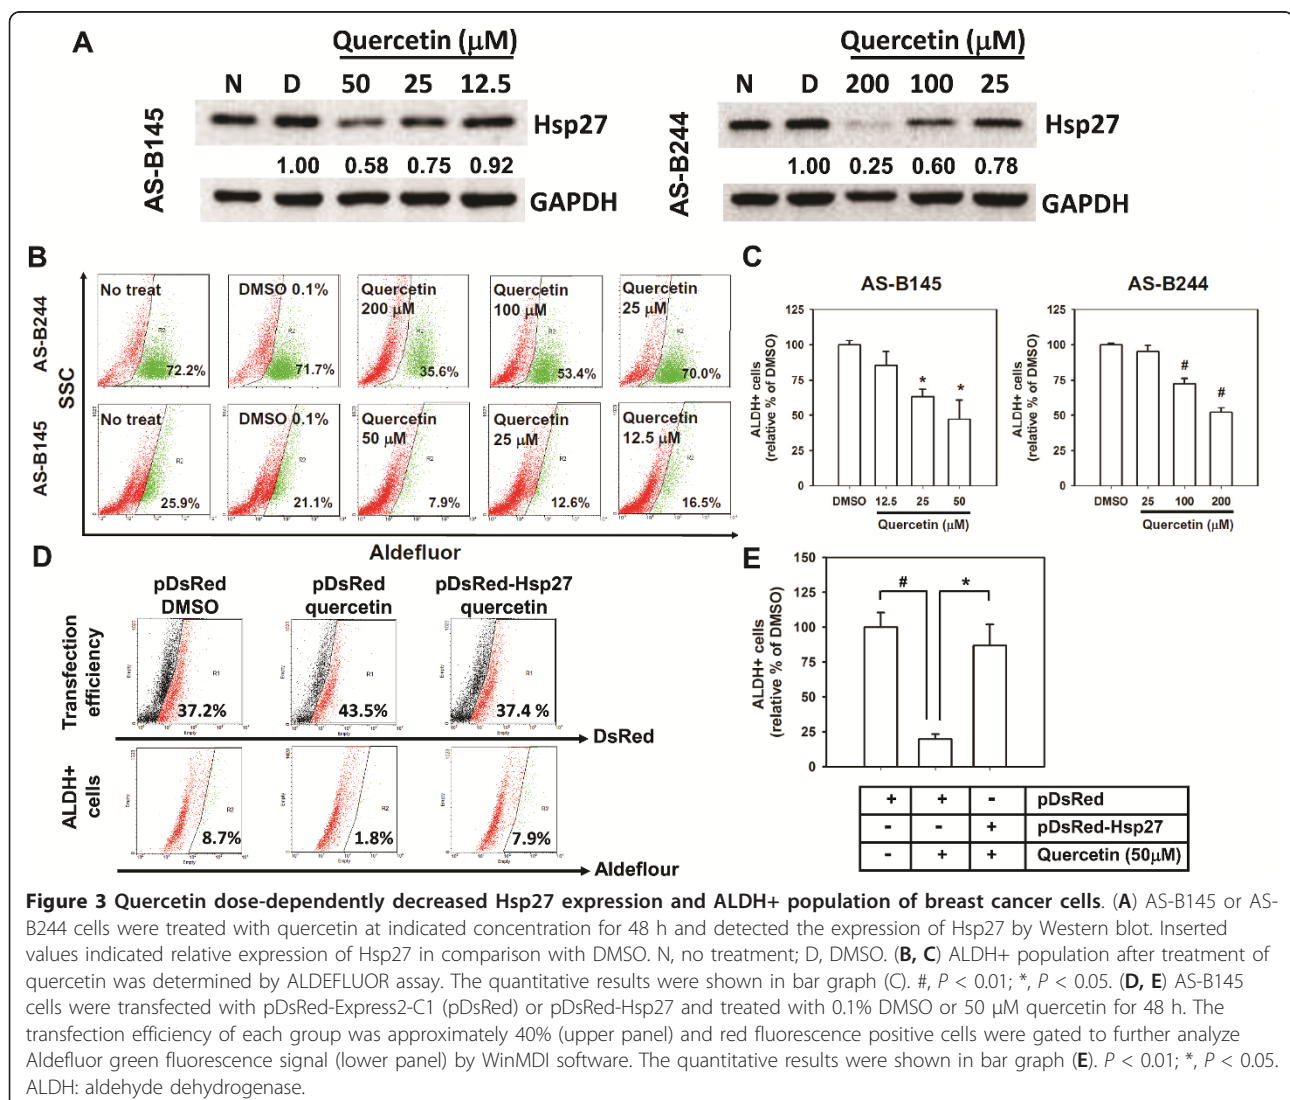 A
Quercetin (µM)
N D 50 25 12.5
AS-B145
Hsp27
1.00 0.58 0.75 0.92
GAPDH
Quercetin (µM)
N D 200 100 25
AS-B244
Hsp27
1.00 0.25 0.60 0.78
GAPDH
B
SSC
AS-B244
No treat
R2
72.2%
DMSO 0.1%
R2
71.7%
Quercetin
200 µM
35.6%
Quercetin
100 µM
R2
53.4%
Quercetin
25 µM
R2
70.0%
AS-B145
No treat
R2
25.9%
DMSO 0.1%
R2
21.1%
Quercetin
50 µM
R2
7.9%
Quercetin
25 µM
R2
12.6%
Quercetin
12.5 µM
R2
16.5%
Aldefluor
C
AS-B145
ALDH+ cells
(relative % of DMSO)
125
100
75
50
25
0
* *
DMSO 12.5 25 50
Quercetin (µM)
AS-B244
ALDH+ cells
(relative % of DMSO)
125
100
75
50
25
0
# #
DMSO 25 100 200
Quercetin (µM)
D
pDsRed
DMSO
pDsRed
quercetin
pDsRed-Hsp27
quercetin
Transfection
efficiency
R1
37.2%
R1
43.5%
R1
37.4 %
DsRed
ALDH+
cells
R2
8.7%
R2
1.8%
R2
7.9%
Aldeflour
E
ALDH+ cells
(relative % of DMSO)
150
125
100
75
50
25
0
# *
+ + - pDsRed
- - + pDsRed-Hsp27
- + + Quercetin (50µM)
Figure 3 Quercetin dose-dependently decreased Hsp27 expression and ALDH+ population of breast cancer cells. (A) AS-B145 or AS-
B244 cells were treated with quercetin at indicated concentration for 48 h and detected the expression of Hsp27 by Western blot. Inserted
values indicated relative expression of Hsp27 in comparison with DMSO. N, no treatment; D, DMSO. (B, C) ALDH+ population after treatment of
quercetin was determined by ALDEFLUOR assay. The quantitative results were shown in bar graph (C). #, P < 0.01; *, P < 0.05. (D, E) AS-B145
cells were transfected with pDsRed-Express2-C1 (pDsRed) or pDsRed-Hsp27 and treated with 0.1% DMSO or 50 µM quercetin for 48 h. The
transfection efficiency of each group was approximately 40% (upper panel) and red fluorescence positive cells were gated to further analyze
Aldefluor green fluorescence signal (lower panel) by WinMDI software. The quantitative results were shown in bar graph (E). P < 0.01; *, P < 0.05.
ALDH: aldehyde dehydrogenase.